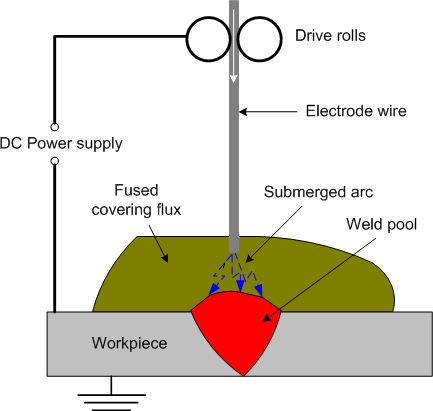 Drive rolls
Electrode wire
DC Power supply
Fused
covering flux
Submerged arc
Weld pool
Workpiece